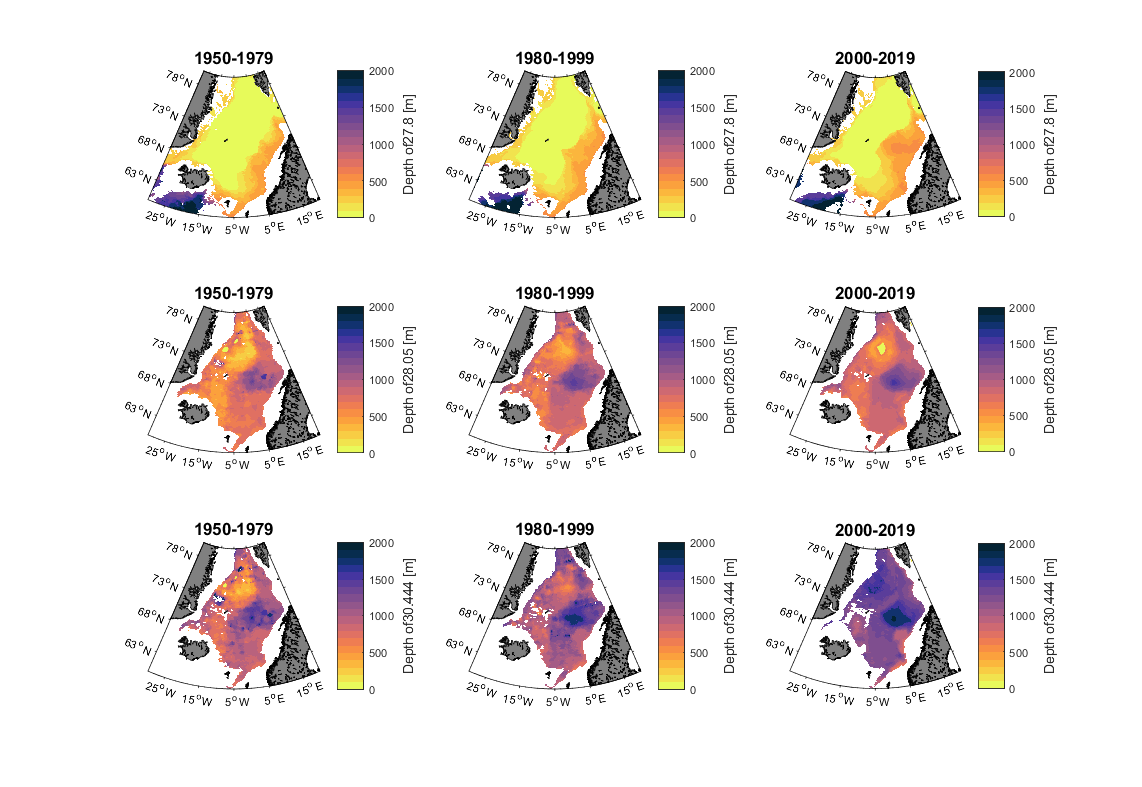 1950-1979
78°N
73°N
68°N
63°N
25°W 15°W 5°W 5°E 15°E
2000
1500
1000
500
0
Depth of27.8 [m]
1980-1999
78°N
73°N
68°N
63°N
25°W 15°W 5°W 5°E 15°E
2000
1500
1000
500
0
Depth of27.8 [m]
2000-2019
78°N
73°N
68°N
63°N
25°W 15°W 5°W 5°E 15°E
2000
1500
1000
500
0
Depth of27.8 [m]
1950-1979
78°N
73°N
68°N
63°N
25°W 15°W 5°W 5°E 15°E
2000
1500
1000
500
0
Depth of28.05 [m]
1980-1999
78°N
73°N
68°N
63°N
25°W 15°W 5°W 5°E 15°E
2000
1500
1000
500
0
Depth of28.05 [m]
2000-2019
78°N
73°N
68°N
63°N
25°W 15°W 5°W 5°E 15°E
2000
1500
1000
500
0
Depth of28.05 [m]
1950-1979
78°N
73°N
68°N
63°N
25°W 15°W 5°W 5°E 15°E
2000
1500
1000
500
0
Depth of30.444 [m]
1980-1999
78°N
73°N
68°N
63°N
25°W 15°W 5°W 5°E 15°E
2000
1500
1000
500
0
Depth of30.444 [m]
2000-2019
78°N
73°N
68°N
63°N
25°W 15°W 5°W 5°E 15°E
2000
1500
1000
500
0
Depth of30.444 [m]